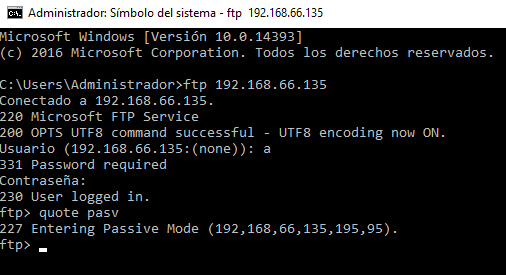 Administrador: Símbolo del sistema - ftp 192.168.66.135
Microsoft Windows [Versión 10.0.14393]
(c) 2016 Microsoft Corporation. Todos los derechos reservados.
C:\Users\Administrador>ftp 192.168.66.135
Conectado a 192.168.66.135.
220 Microsoft FTP Service
200 OPTS UTF8 command successful - UTF8 encoding now ON.
Usuario (192.168.66.135:(none)): a
331 Password required
Contraseña:
230 User logged in.
ftp> quote pasv
227 Entering Passive Mode (192,168,66,135,195,95).
ftp>